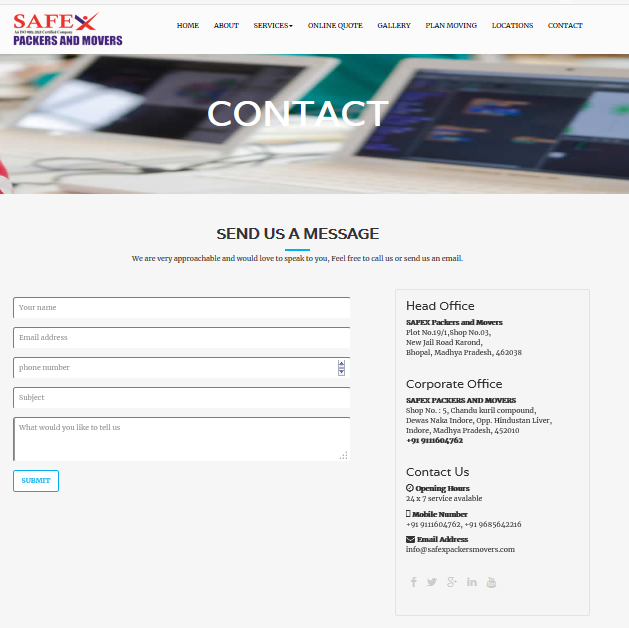 SAFEX
An ISO 9001:2015 Certified Company
PACKERS AND MOVERS
HOME ABOUT SERVICES ONLINE QUOTE GALLERY PLAN MOVING LOCATIONS CONTACT
CONTACT
SEND US A MESSAGE
We are very approachable and would love to speak to you, Feel free to call us or send us an email.
Your name
Email address
phone number
Subject
What would you like to tell us
SUBMIT
Head Office
SAFEX Packers and Movers
Plot No.19/1,Shop No.03,
New Jail Road Karond,
Bhopal, Madhya Pradesh, 462038
Corporate Office
SAFEX PACKERS AND MOVERS
Shop No. : 5, Chandu kuril compound,
Dewas Naka Indore, Opp. Hindustan Liver,
Indore, Madhya Pradesh, 452010
+91 9111604762
Contact Us
Opening Hours
24 x 7 service avalable
Mobile Number
+91 9111604762, +91 9685642216
Email Address
info@safexpackersmovers.com